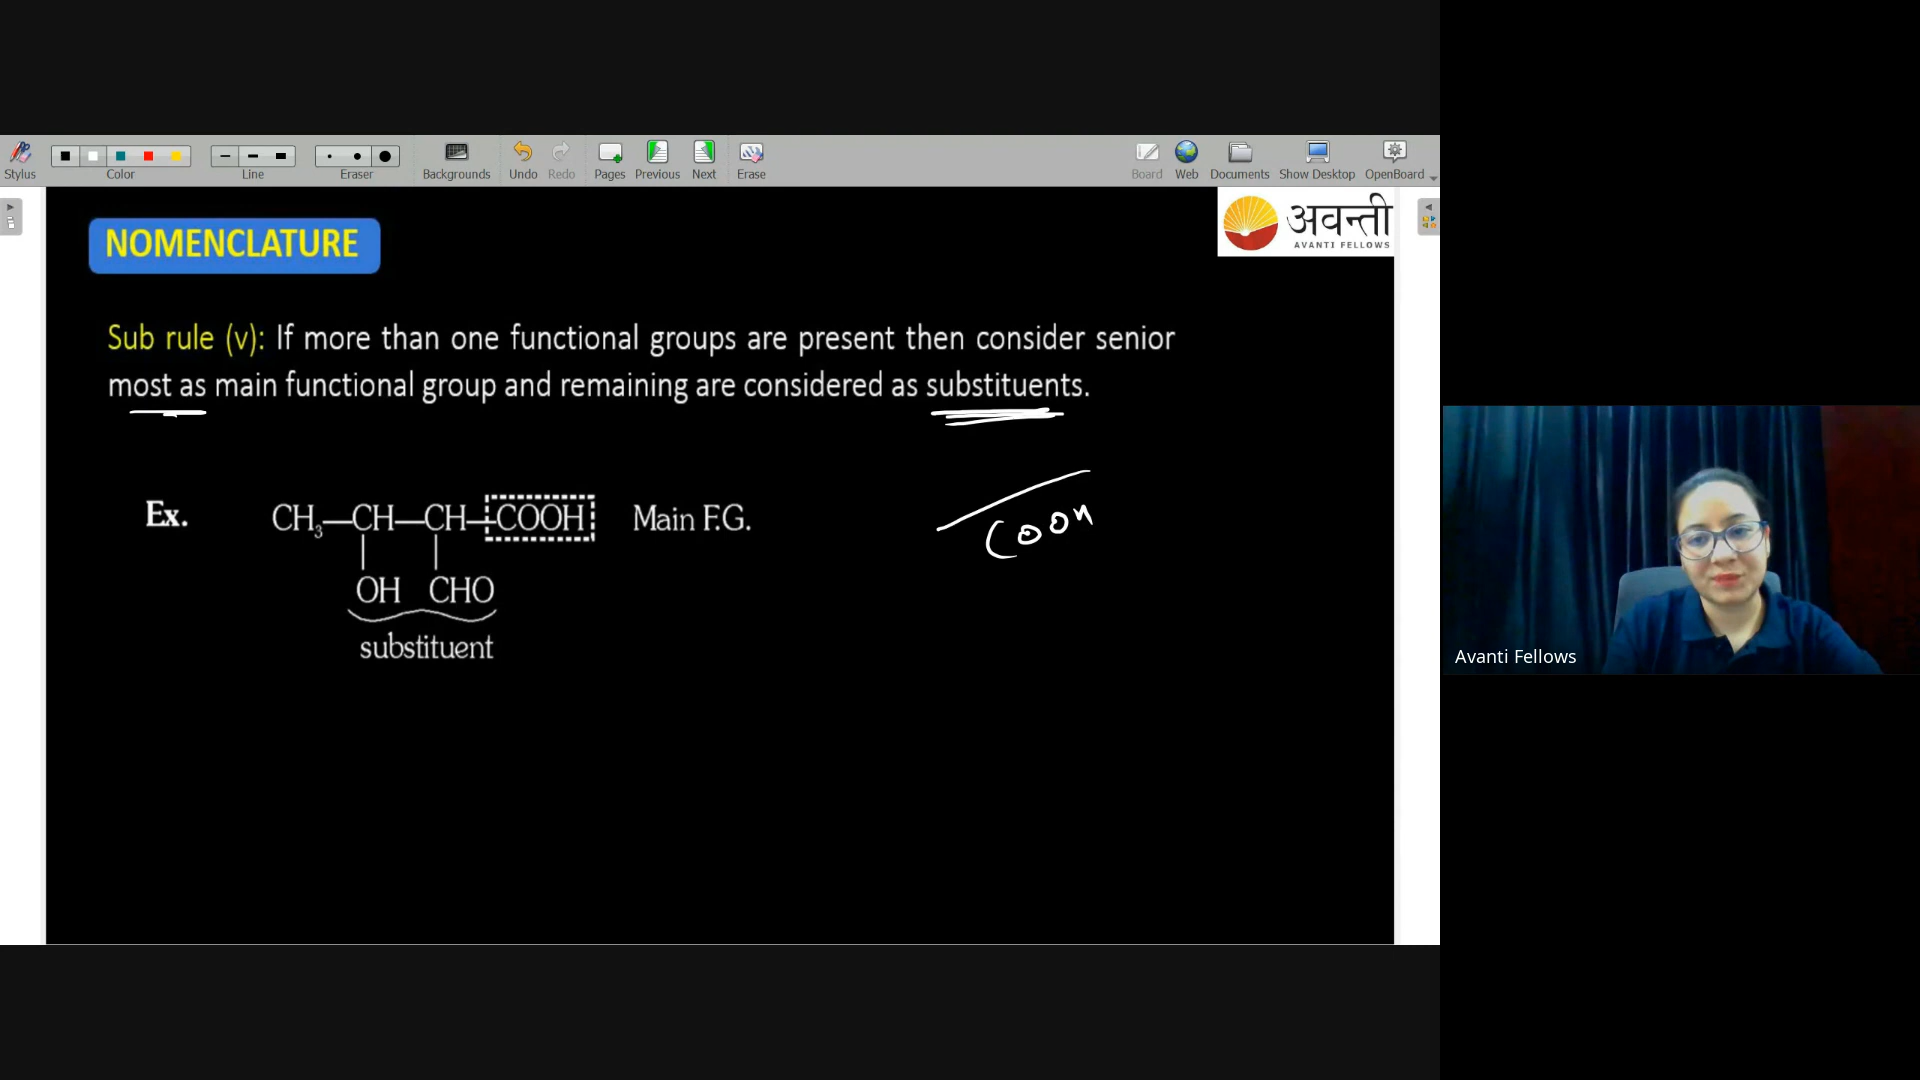 Stylus
Color
Line
Eraser
Backgrounds
Undo
Redo
Pages
Previous
Next
Erase
Board
Web
Documents
Show Desktop
OpenBoard
NOMENCLATURE
अवन्ती
AVANTI FELLOWS
Sub rule (v): If more than one functional groups are present then consider senior
most as main functional group and remaining are considered as substituents.
Ex. CH₃—CH—CH—COOH Main F.G.
OH CHO
substituent
COOH
Avanti Fellows